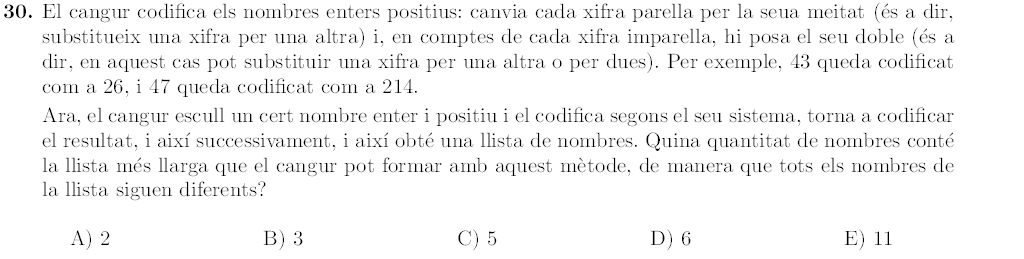 30. El cangur codifica els nombres enters positius: canvia cada xifra parella per la seua meitat (és a dir,
substitueix una xifra per una altra) i, en comptes de cada xifra imparella, hi posa el seu doble (és a
dir, en aquest cas pot substituir una xifra per una altra o per dues). Per exemple, 43 queda codificat
com a 26, i 47 queda codificat com a 214.
Ara, el cangur escull un cert nombre enter i positiu i el codifica segons el seu sistema, torna a codificar
el resultat, i així successivament, i així obté una llista de nombres. Quina quantitat de nombres conté
la llista més llarga que el cangur pot formar amb aquest mètode, de manera que tots els nombres de
la llista siguen diferents?
A) 2 B) 3 C) 5 D) 6 E) 11